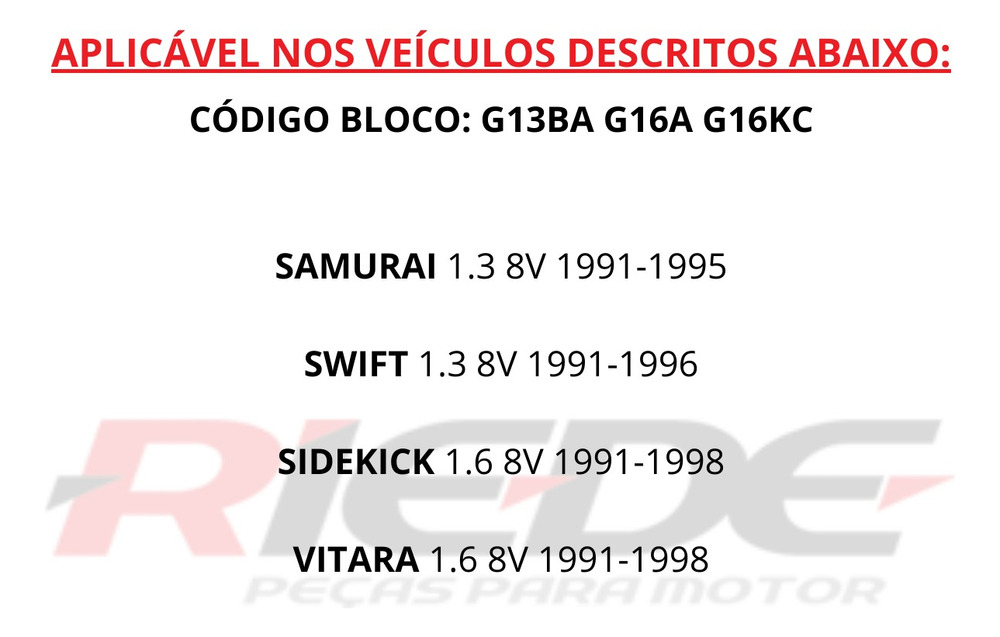 APLICÁVEL NOS VEÍCULOS DESCRITOS ABAIXO:
CÓDIGO BLOCO: G13BA G16A G16KC
SAMURAI 1.3 8V 1991-1995
SWIFT 1.3 8V 1991-1996
SIDEKICK 1.6 8V 1991-1998
VITARA 1.6 8V 1991-1998
RIEDE
PEÇAS PARA MOTOR